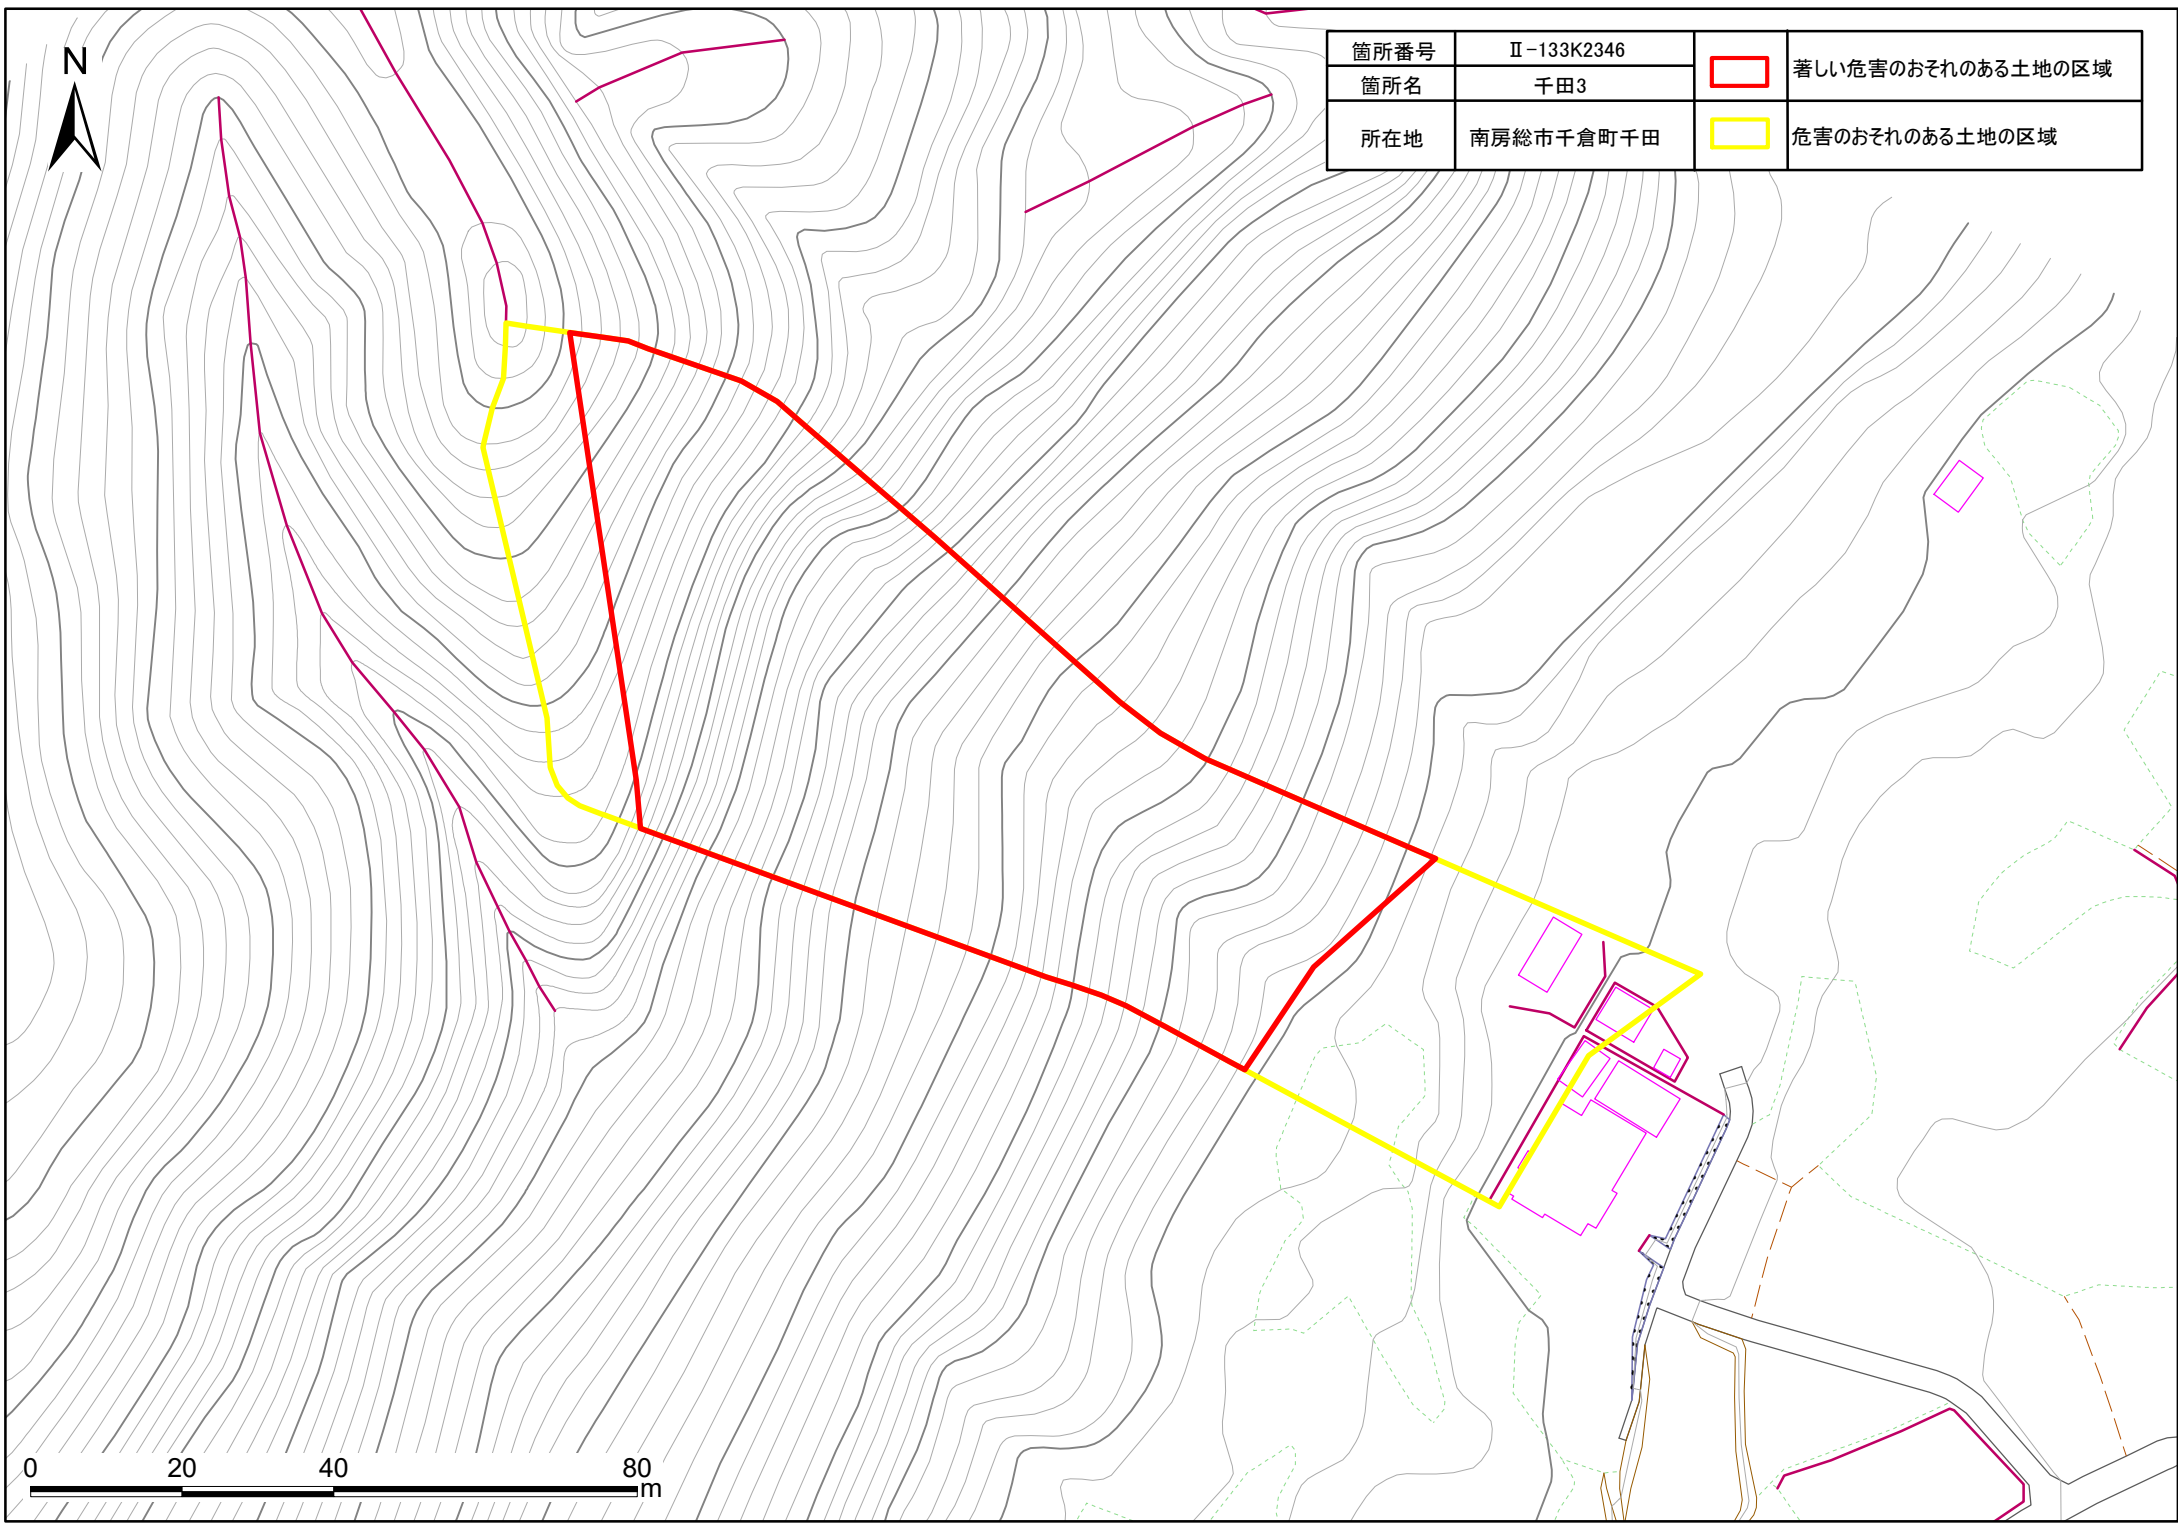 N
箇所番号 Ⅱ-133K2346
著しい危害のおそれのある土地の区域
箇所名 千田3
所在地 南房総市千倉町千田
危害のおそれのある土地の区域
0 20 40 80
m